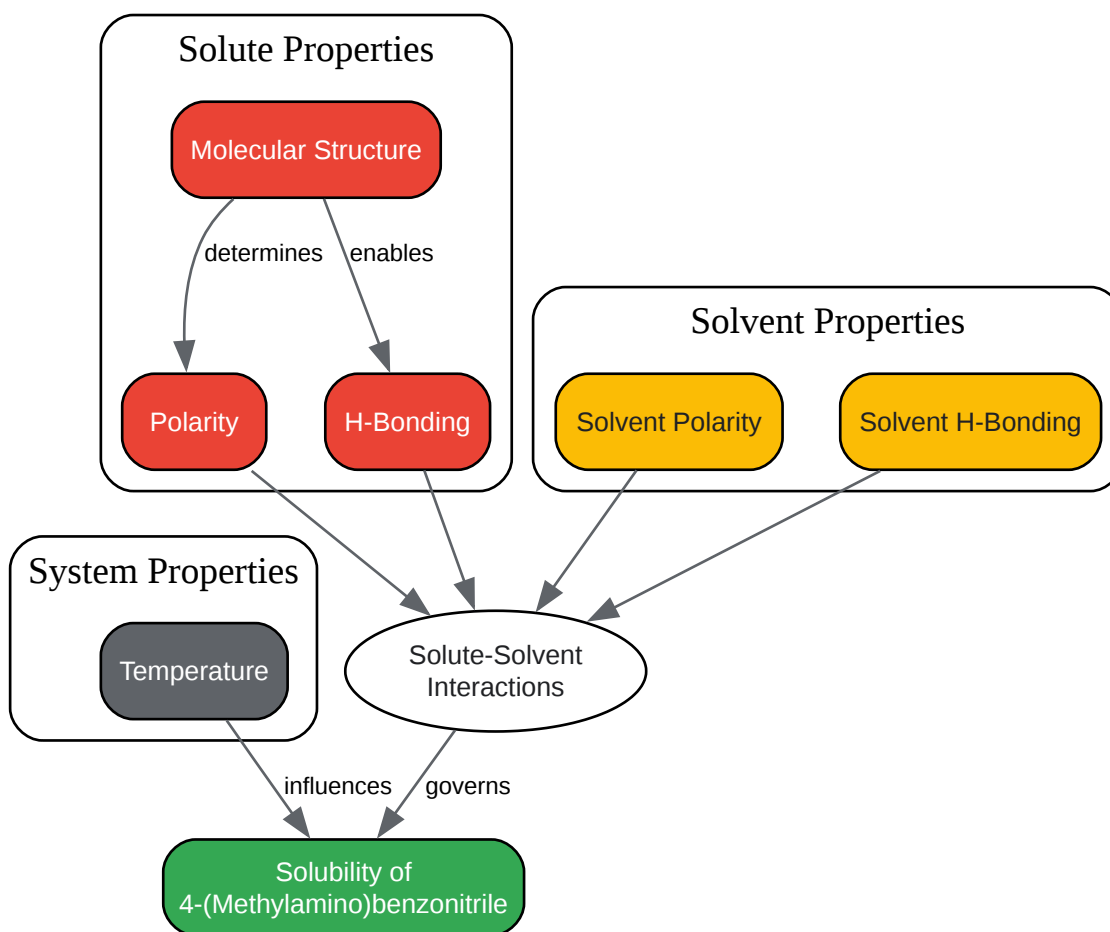 Solute Properties
Molecular Structure
determines
enables
Solvent Properties
Polarity
H-Bonding
Solvent Polarity
Solvent H-Bonding
System Properties
Temperature
Solute-Solvent
Interactions
influences
governs
Solubility of
4-(Methylamino)benzonitrile